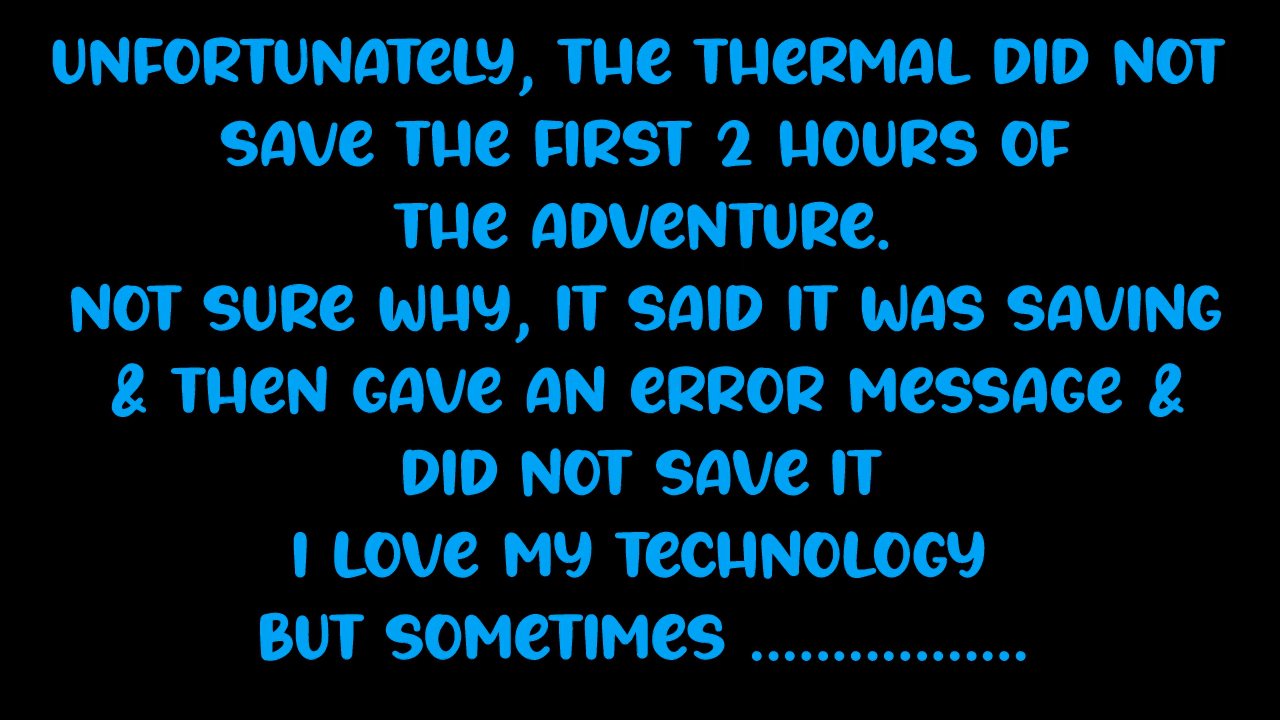 UNFORTUNATELY, THE THERMAL DID NOT
SAVE THE FIRST 2 HOURS OF
THE ADVENTURE.
NOT SURE WHY, IT SAID IT WAS SAVING
& THEN GAVE AN ERROR MESSAGE &
DID NOT SAVE IT
I LOVE MY TECHNOLOGY
BUT SOMETIMES .................